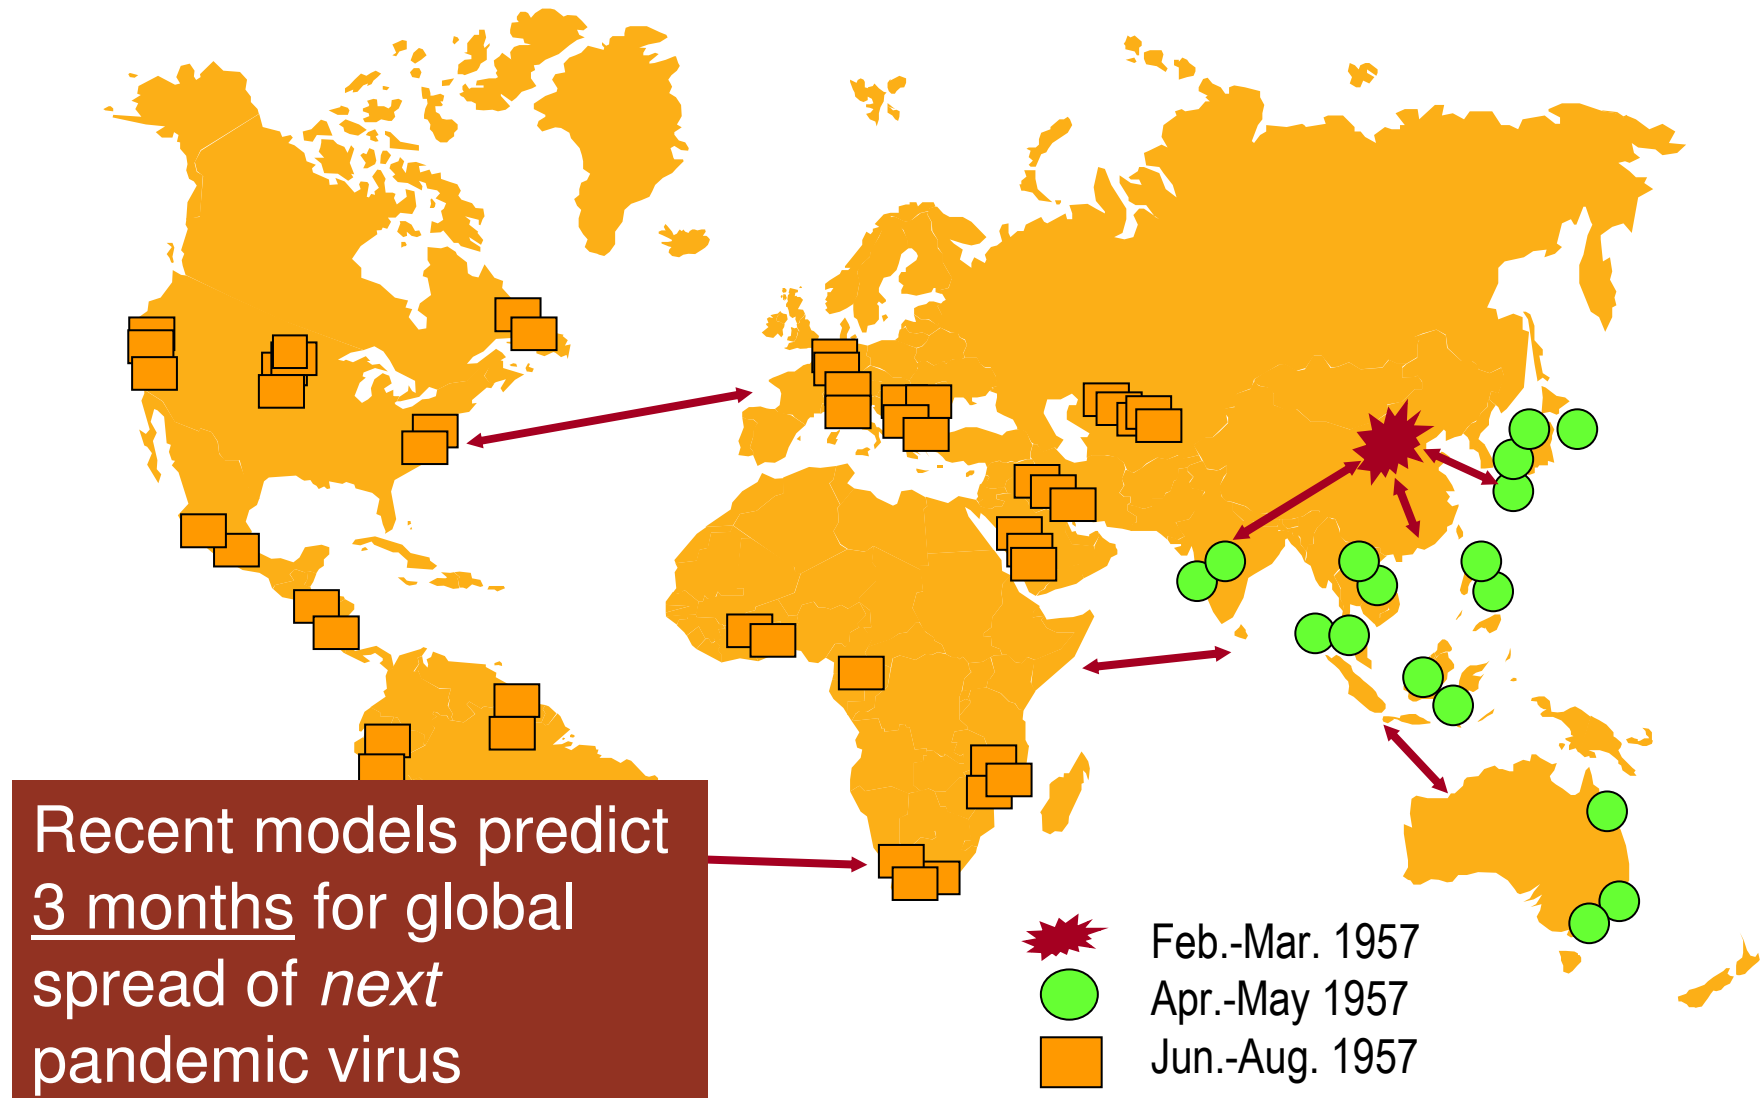 Recent models predict
3 months for global
spread of next
pandemic virus
Feb.-Mar. 1957
Apr.-May 1957
Jun.-Aug. 1957